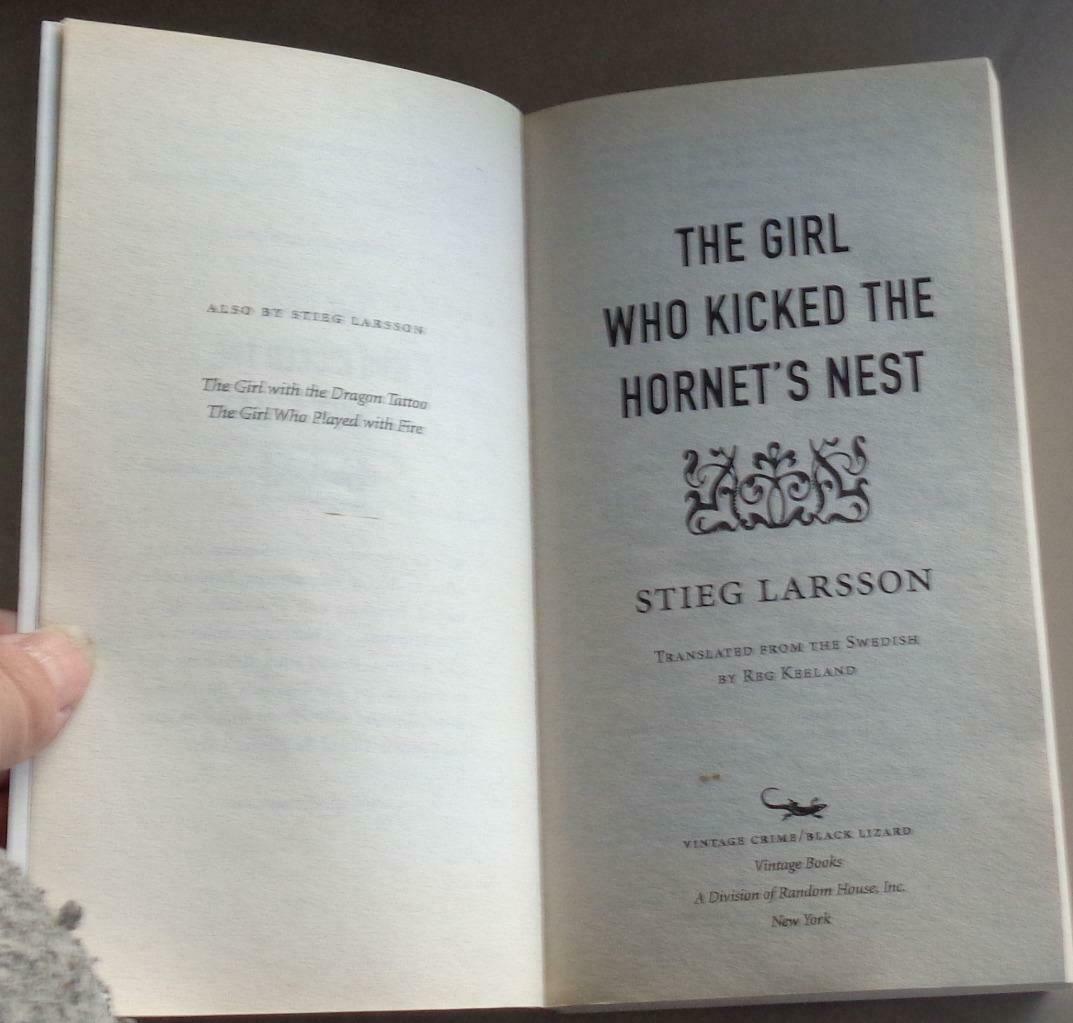 ALSO BY STIEG LARSSON
The Girl with the Dragon Tattoo
The Girl Who Played with Fire
THE GIRL
WHO KICKED THE
HORNET'S NEST
STIEG LARSSON
TRANSLATED FROM THE SWEDISH
BY REG KEELAND
VINTAGE CRIME/BLACK LIZARD
Vintage Books
A Division of Random House, Inc.
New York